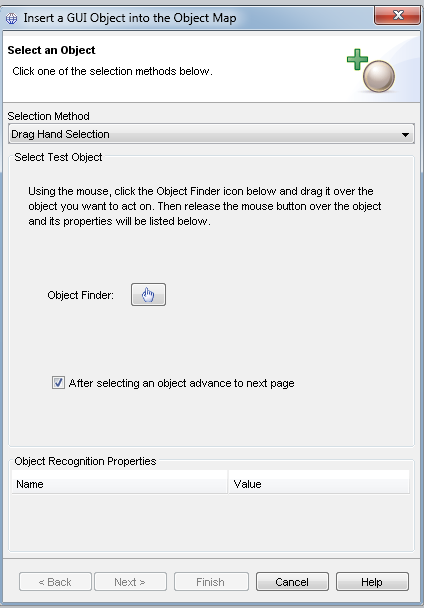 Insert a GUI Object into the Object Map
Select an Object
Click one of the selection methods below.
Selection Method
Drag Hand Selection
Select Test Object
Using the mouse, click the Object Finder icon below and drag it over the
object you want to act on. Then release the mouse button over the object
and its properties will be listed below.
Object Finder:
After selecting an object advance to next page
Object Recognition Properties
Name Value
< Back Next > Finish Cancel Help